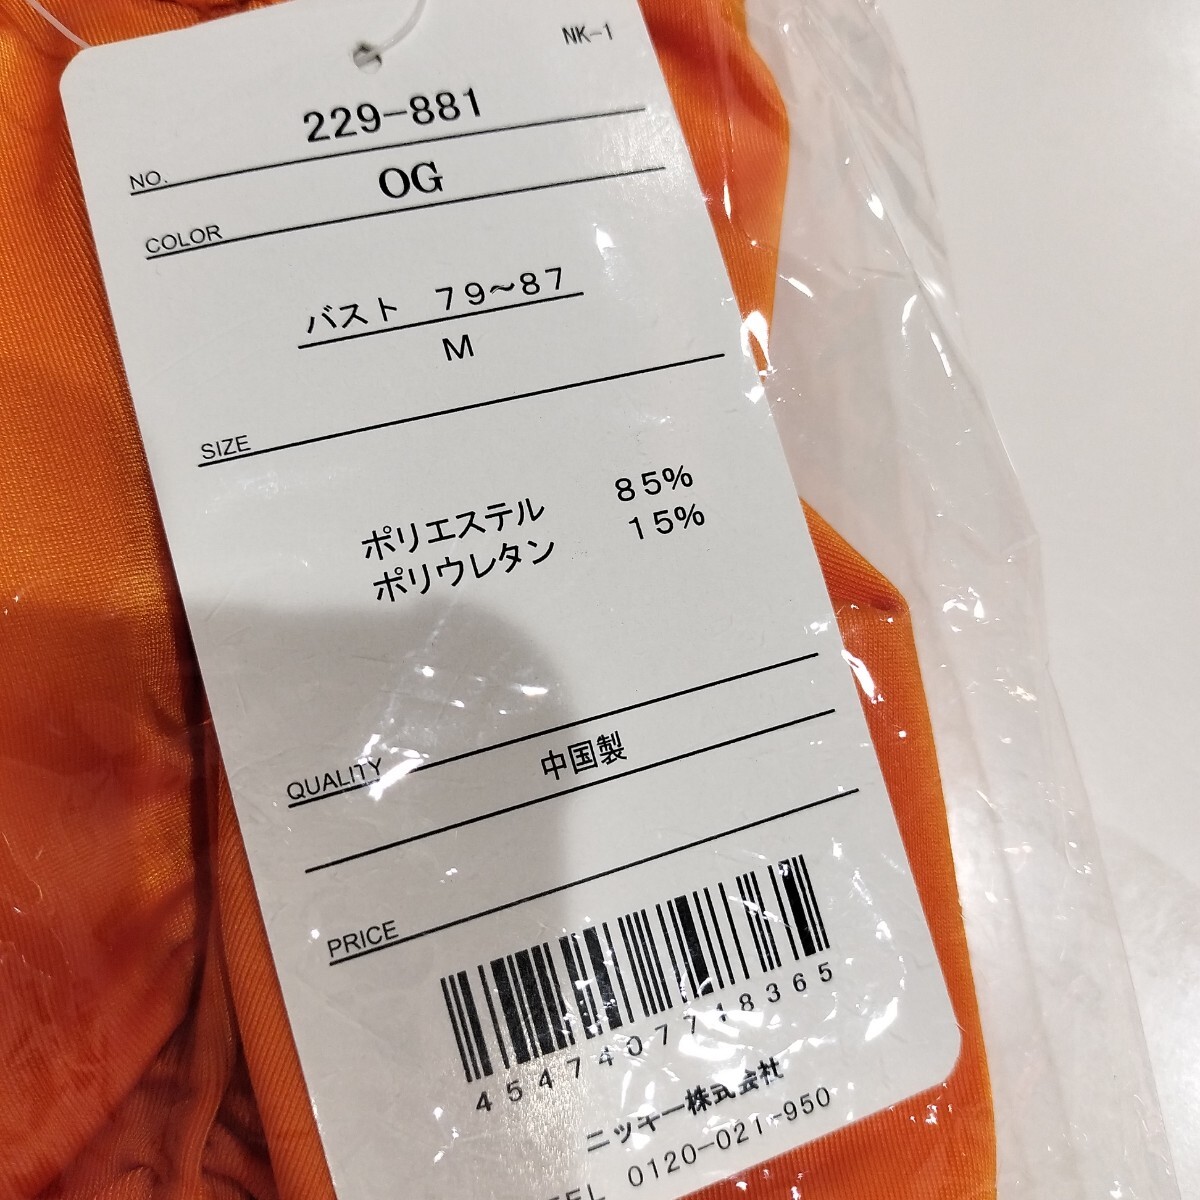 NK-1
229-881
NO.
OG
COLOR
バスト 79~87
M
SIZE
ポリエステル 85%
ポリウレタン 15%
QUALITY
中国製
PRICE
4547407718365
ニッキー株式会社
0120-021-950